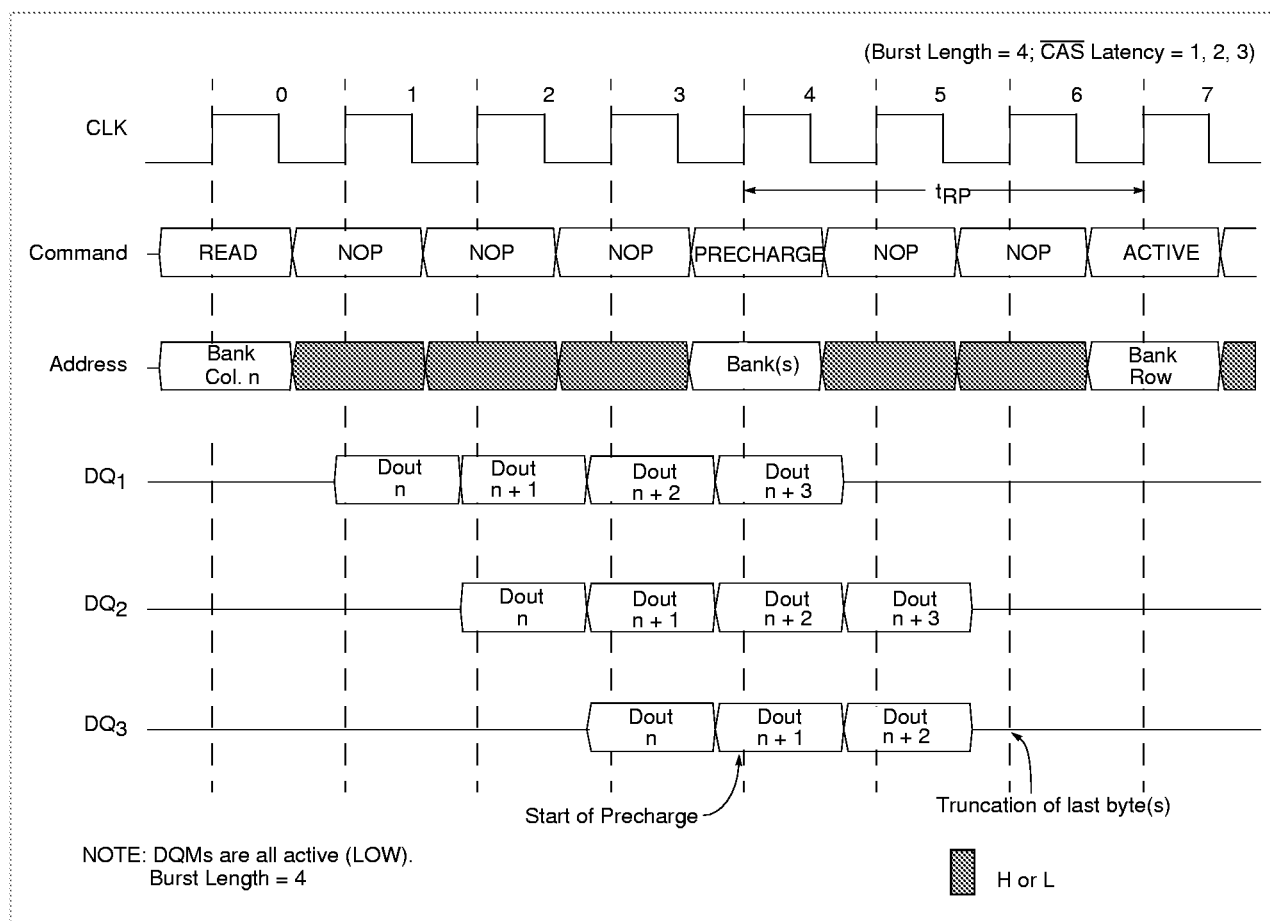 (Burst Length = 4; CAS Latency = 1, 2, 3)
0 1 2 3 4 5 6 7
CLK
tRP
Command READ NOP NOP NOP PRECHARGE NOP NOP ACTIVE
Address Bank Col. n Bank(s) Bank Row
DQ1 Dout n Dout n + 1 Dout n + 2 Dout n + 3
DQ2 Dout n Dout n + 1 Dout n + 2 Dout n + 3
DQ3 Dout n Dout n + 1 Dout n + 2
Start of Precharge
Truncation of last byte(s)
NOTE: DQMs are all active (LOW).
Burst Length = 4
H or L